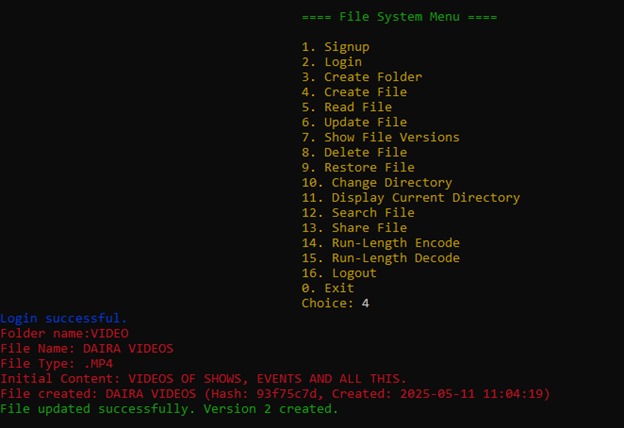 ==== File System Menu ====
1. Signup
2. Login
3. Create Folder
4. Create File
5. Read File
6. Update File
7. Show File Versions
8. Delete File
9. Restore File
10. Change Directory
11. Display Current Directory
12. Search File
13. Share File
14. Run-Length Encode
15. Run-Length Decode
16. Logout
0. Exit
Choice: 4
Login successful.
Folder name:VIDEO
File Name: DAIRA VIDEOS
File Type: .MP4
Initial Content: VIDEOS OF SHOWS, EVENTS AND ALL THIS.
File created: DAIRA VIDEOS (Hash: 93f75c7d, Created: 2025-05-11 11:04:19)
File updated successfully. Version 2 created.